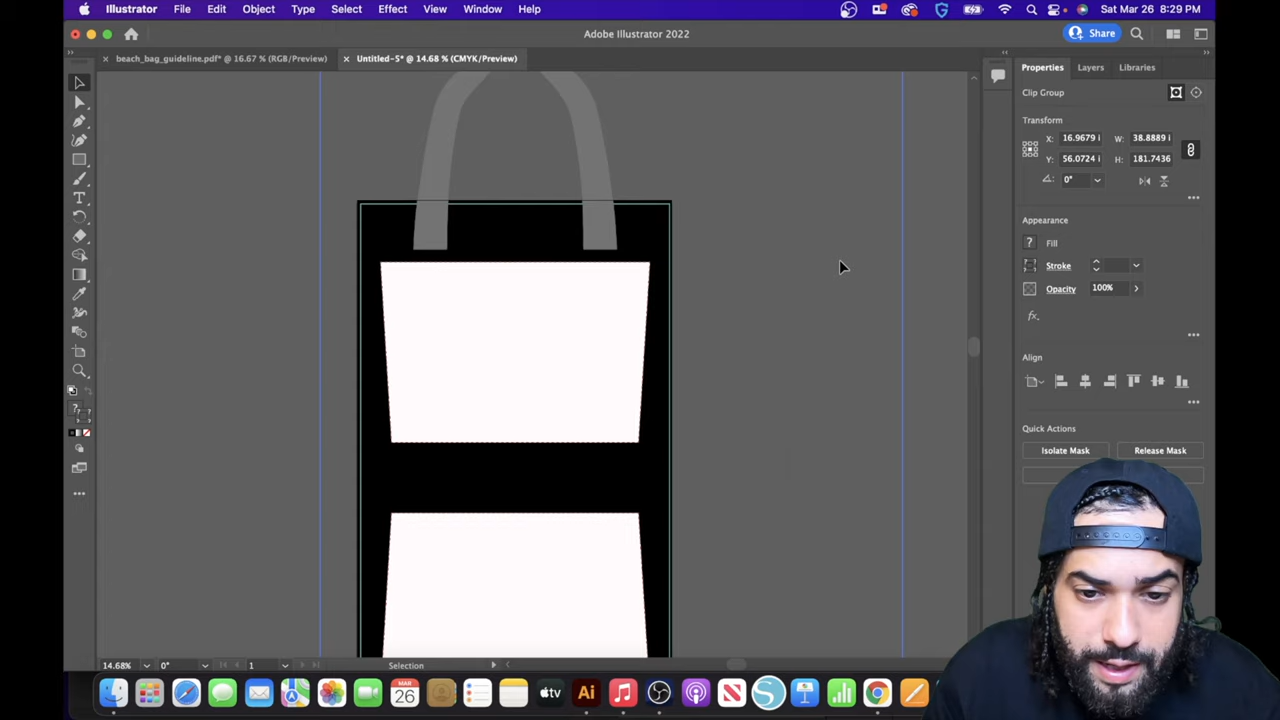 Illustrator File Edit Object Type Select Effect View Window Help Sat Mar 26 8:29 PM
Adobe Illustrator 2022 Share
× beach_bag_guideline.pdf* @ 16.67 % (RGB/Preview) × Untitled-5* @ 14.68 % (CMYK/Preview)
Properties Layers Libraries
Clip Group
Transform
X: 16.9679 i W: 38.8889 i
Y: 56.0724 i H: 181.7436
0°
Appearance
? Fill
Stroke
Opacity 100%
fx.
Align
Quick Actions
Isolate Mask Release Mask
14.68% 0° 1 Selection
MAR
26
tv
Ai